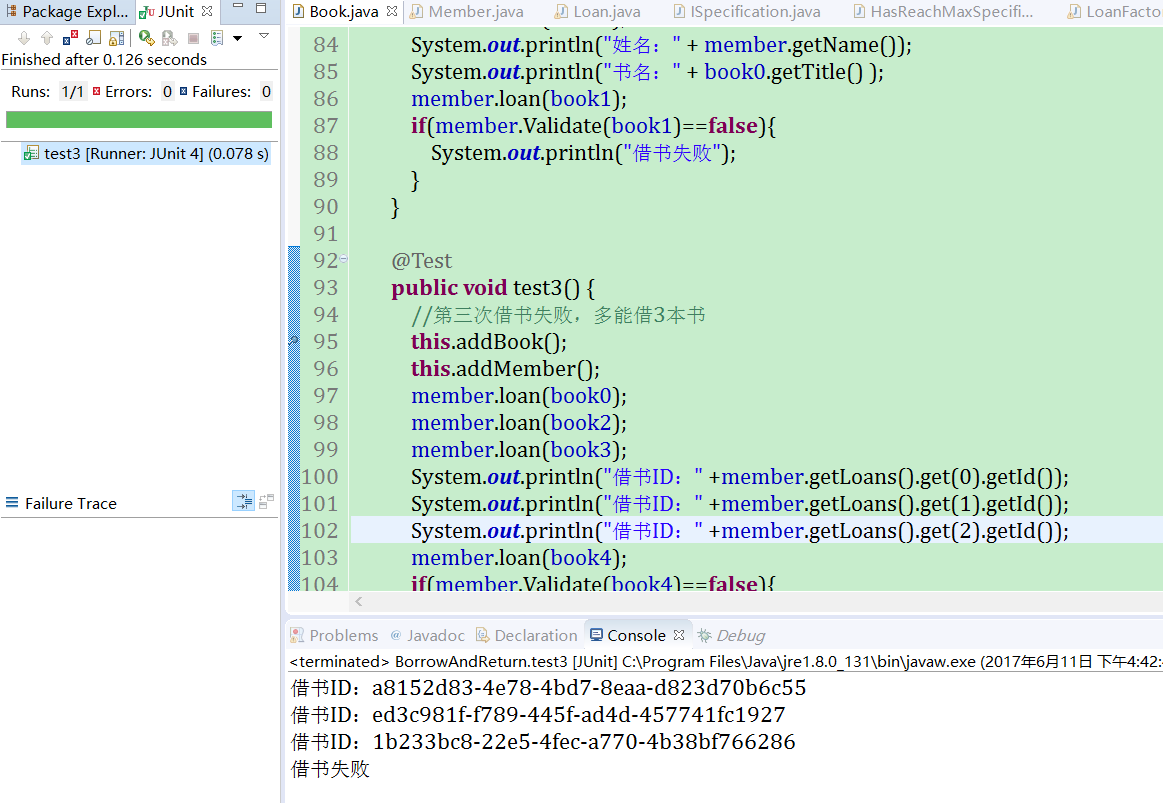 Package Expl... JUnit
Finished after 0.126 seconds
Runs: 1/1 Errors: 0 Failures: 0
test3 [Runner: JUnit 4] (0.078 s)
Failure Trace
Book.java Member.java Loan.java ISpecification.java HasReachMaxSpecifi... LoanFacto
84 System.out.println("姓名：" + member.getName());
85 System.out.println("书名：" + book0.getTitle() );
86 member.loan(book1);
87 if(member.Validate(book1)==false){
88 System.out.println("借书失败");
89 }
90 }
91
92 @Test
93 public void test3() {
94 //第三次借书失败，多能借3本书
95 this.addBook();
96 this.addMember();
97 member.loan(book0);
98 member.loan(book2);
99 member.loan(book3);
100 System.out.println("借书ID：" +member.getLoans().get(0).getId());
101 System.out.println("借书ID：" +member.getLoans().get(1).getId());
102 System.out.println("借书ID：" +member.getLoans().get(2).getId());
103 member.loan(book4);
104 if(member.Validate(book4)==false){
Problems Javadoc Declaration Console Debug
<terminated> BorrowAndReturn.test3 [JUnit] C:\Program Files\Java\jre1.8.0_131\bin\javaw.exe (2017年6月11日 下午4:42:
借书ID：a8152d83-4e78-4bd7-8eaa-d823d70b6c55
借书ID：ed3c981f-f789-445f-ad4d-457741fc1927
借书ID：1b233bc8-22e5-4fec-a770-4b38bf766286
借书失败